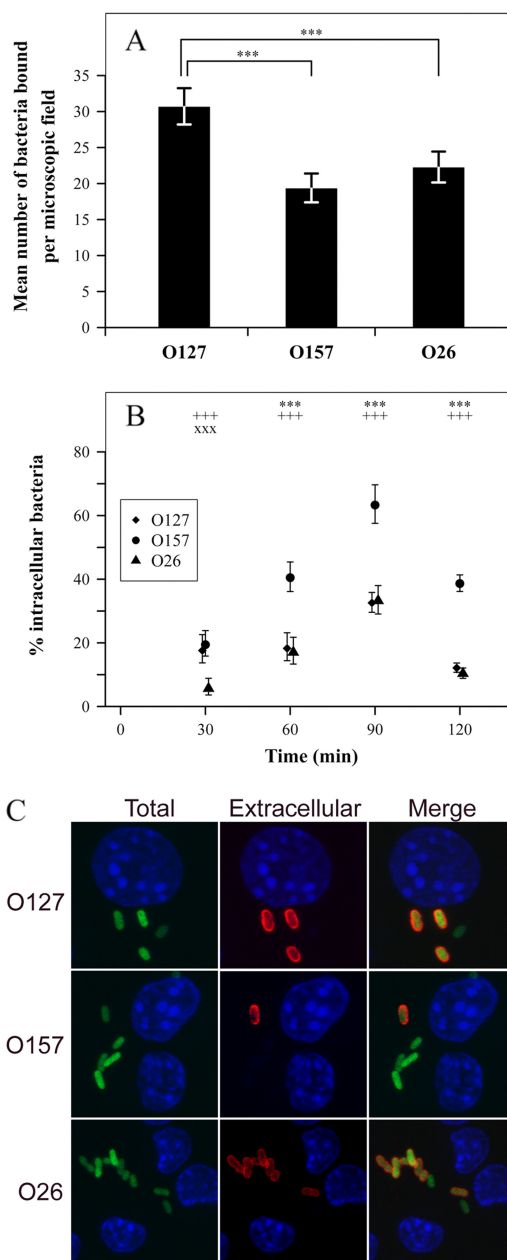 A
***
***
Mean number of bacteria bound
per microscopic field
35
30
25
20
15
10
5
0
O127 O157 O26
B
+++ *** *** ***
xxx +++ +++ +++
% intracellular bacteria
80
60
40
20
0
O127
O157
O26
0 30 60 90 120
Time (min)
C
Total Extracellular Merge
O127
O157
O26